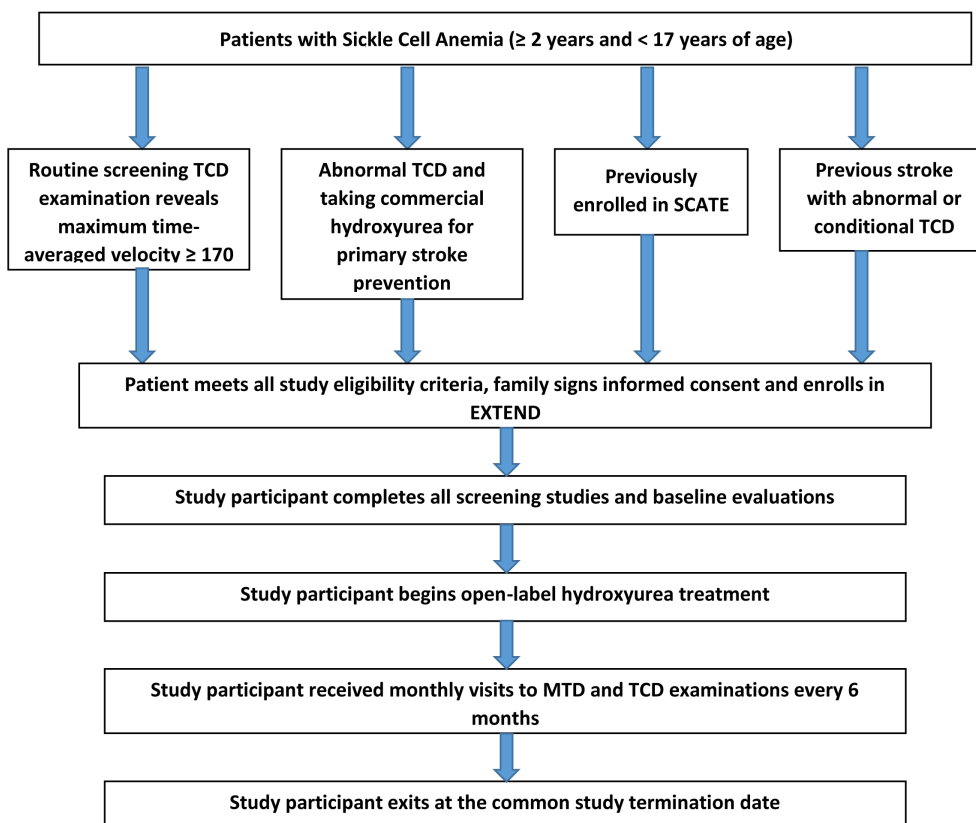 Patients with Sickle Cell Anemia (≥ 2 years and < 17 years of age)
Routine screening TCD
examination reveals
maximum time-
averaged velocity ≥ 170
Abnormal TCD and
taking commercial
hydroxyurea for
primary stroke
prevention
Previously
enrolled in SCATE
Previous stroke
with abnormal or
conditional TCD
Patient meets all study eligibility criteria, family signs informed consent and enrolls in
EXTEND
Study participant completes all screening studies and baseline evaluations
Study participant begins open-label hydroxyurea treatment
Study participant received monthly visits to MTD and TCD examinations every 6
months
Study participant exits at the common study termination date